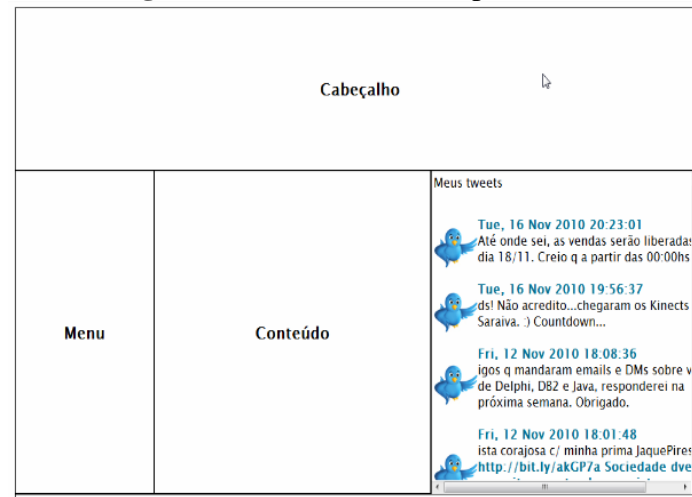 Cabeçalho
Menu
Conteúdo
Meus tweets
Tue, 16 Nov 2010 20:23:01
Até onde sei, as vendas serão liberadas
dia 18/11. Creio q a partir das 00:00hs
Tue, 16 Nov 2010 19:56:37
ds! Não acredito...chegaram os Kinects
Saraiva. :) Countdown...
Fri, 12 Nov 2010 18:08:36
igos q mandaram emails e DMs sobre v
de Delphi, DB2 e Java, responderei na
próxima semana. Obrigado.
Fri, 12 Nov 2010 18:01:48
ista corajosa c/ minha prima JaquePires
http://bit.ly/akGP7a Sociedade dve